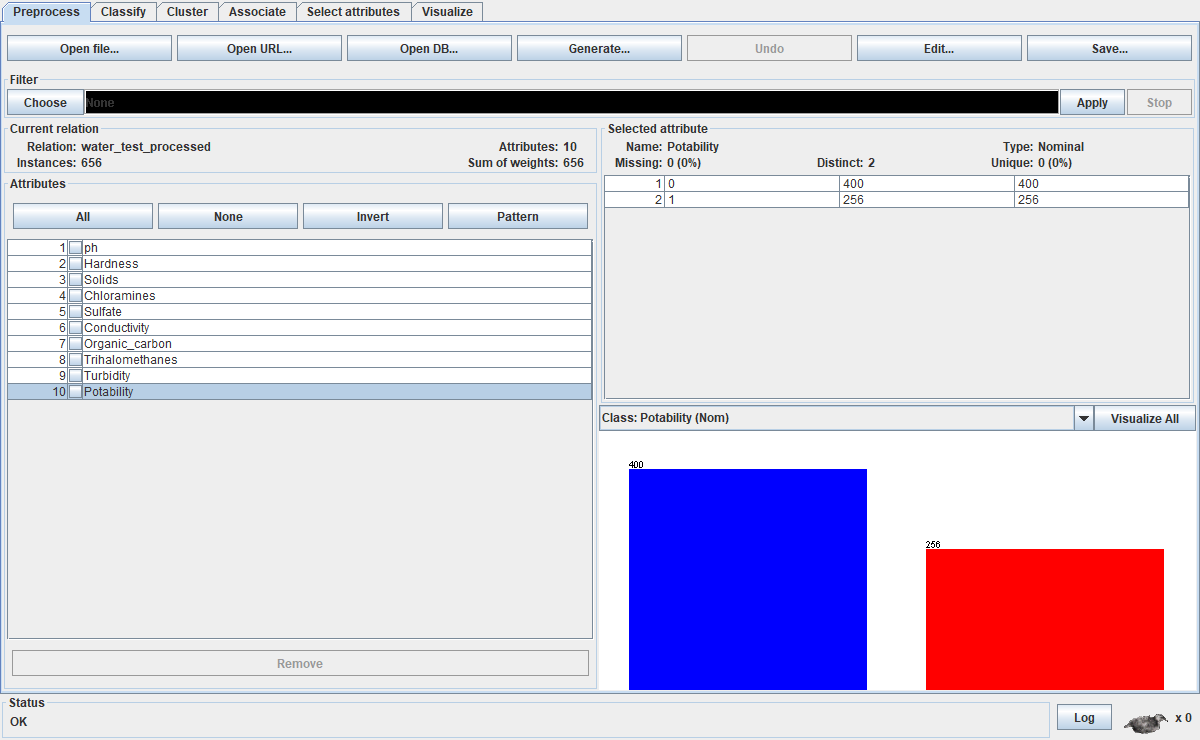 Preprocess Classify Cluster Associate Select attributes Visualize
Open file... Open URL... Open DB... Generate... Undo Edit... Save...
Filter
Choose None Apply Stop
Current relation
Relation: water_test_processed Attributes: 10
Instances: 656 Sum of weights: 656
Attributes
All None Invert Pattern
1 ph
2 Hardness
3 Solids
4 Chloramines
5 Sulfate
6 Conductivity
7 Organic_carbon
8 Trihalomethanes
9 Turbidity
10 Potability
Remove
Selected attribute
Name: Potability Type: Nominal
Missing: 0 (0%) Distinct: 2 Unique: 0 (0%)
1 0 400 400
2 1 256 256
Class: Potability (Nom) Visualize All
400
256
Status
OK
Log x 0